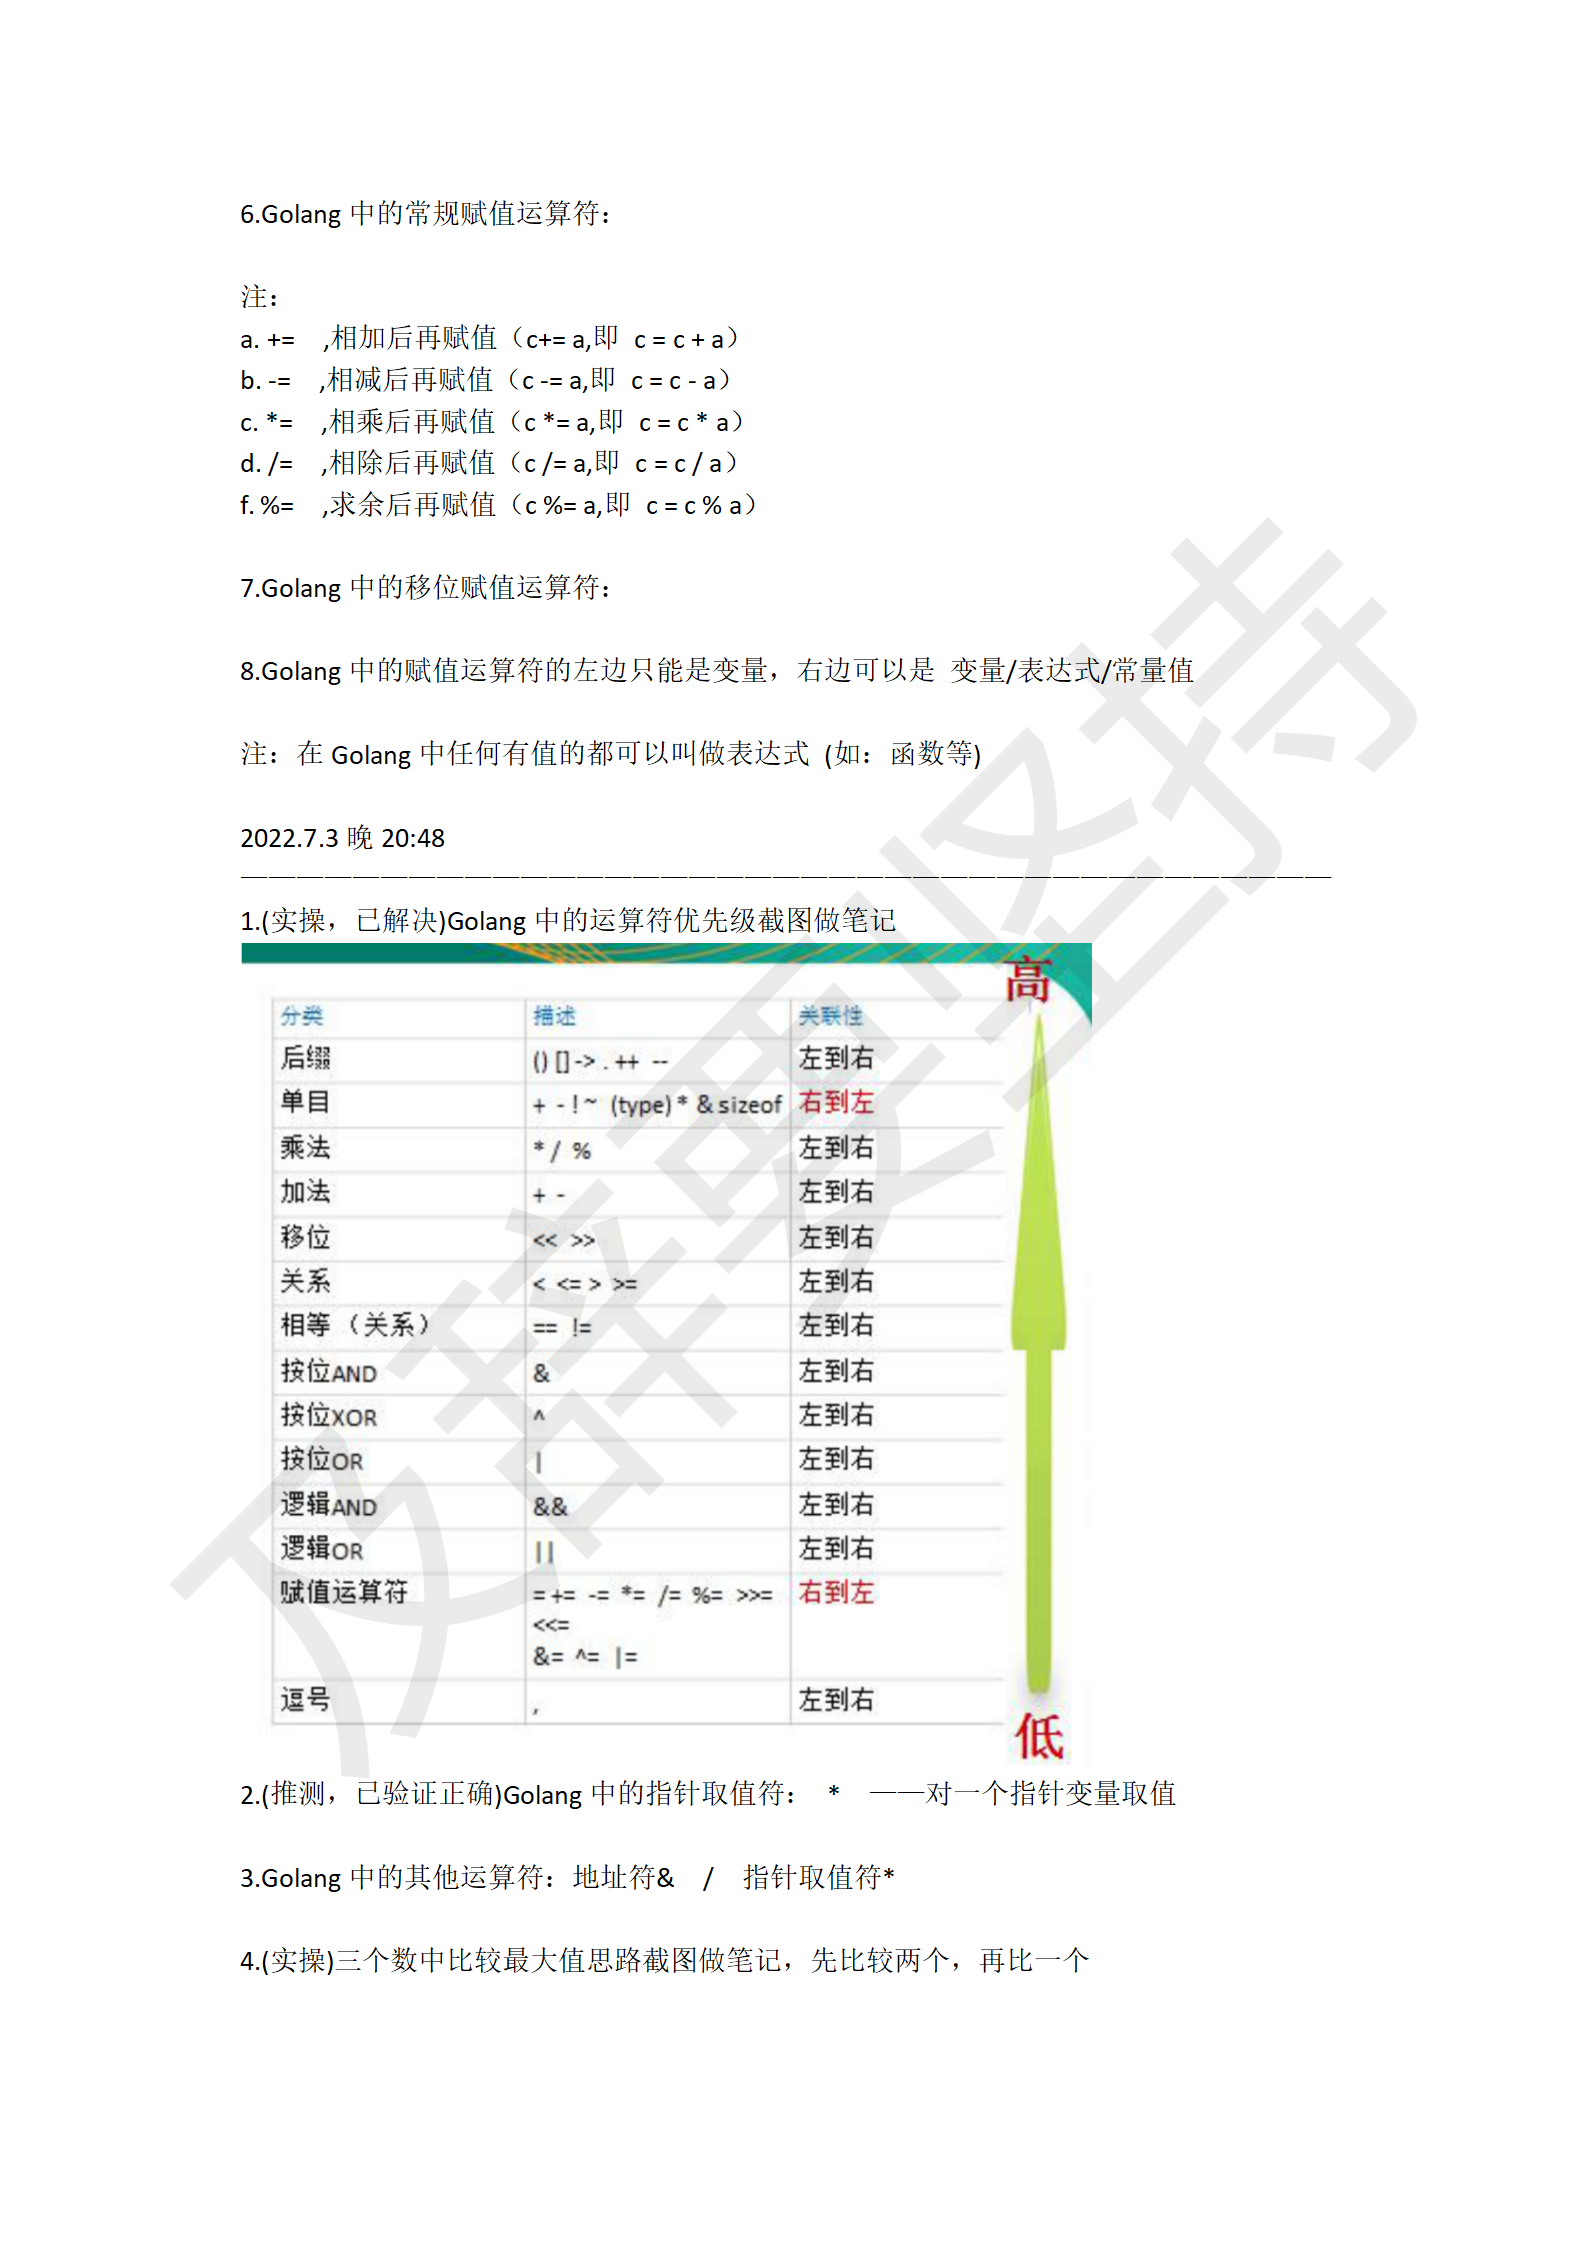 6.Golang 中的常规赋值运算符：
注：
a. +=    ,相加后再赋值（c+= a,即  c = c + a）
b. -=    ,相减后再赋值（c -= a,即  c = c - a）
c. *=    ,相乘后再赋值（c *= a,即  c = c * a）
d. /=    ,相除后再赋值（c /= a,即  c = c / a）
f. %=    ,求余后再赋值（c %= a,即  c = c % a）
7.Golang 中的移位赋值运算符：
8.Golang 中的赋值运算符的左边只能是变量，右边可以是  变量/表达式/常量值
注：在 Golang 中任何有值的都可以叫做表达式  (如：函数等)
2022.7.3 晚 20:48
———————————————————————————————————————
1.(实操，已解决)Golang 中的运算符优先级截图做笔记
高
分类 描述 关联性
后缀 () [] -> . ++ -- 左到右
单目 + - ! ~ (type) * & sizeof 右到左
乘法 * / % 左到右
加法 + - 左到右
移位 << >> 左到右
关系 < <= > >= 左到右
相等（关系） == != 左到右
按位AND & 左到右
按位XOR ^ 左到右
按位OR | 左到右
逻辑AND && 左到右
逻辑OR || 左到右
赋值运算符 = += -= *= /= %= >>= 右到左
<<=
&= ^= |=
逗号 , 左到右
低
2.(推测，已验证正确)Golang 中的指针取值符：  *    ——对一个指针变量取值
3.Golang 中的其他运算符：地址符&    /    指针取值符*
4.(实操)三个数中比较最大值思路截图做笔记，先比较两个，再比一个
及辞要坚持